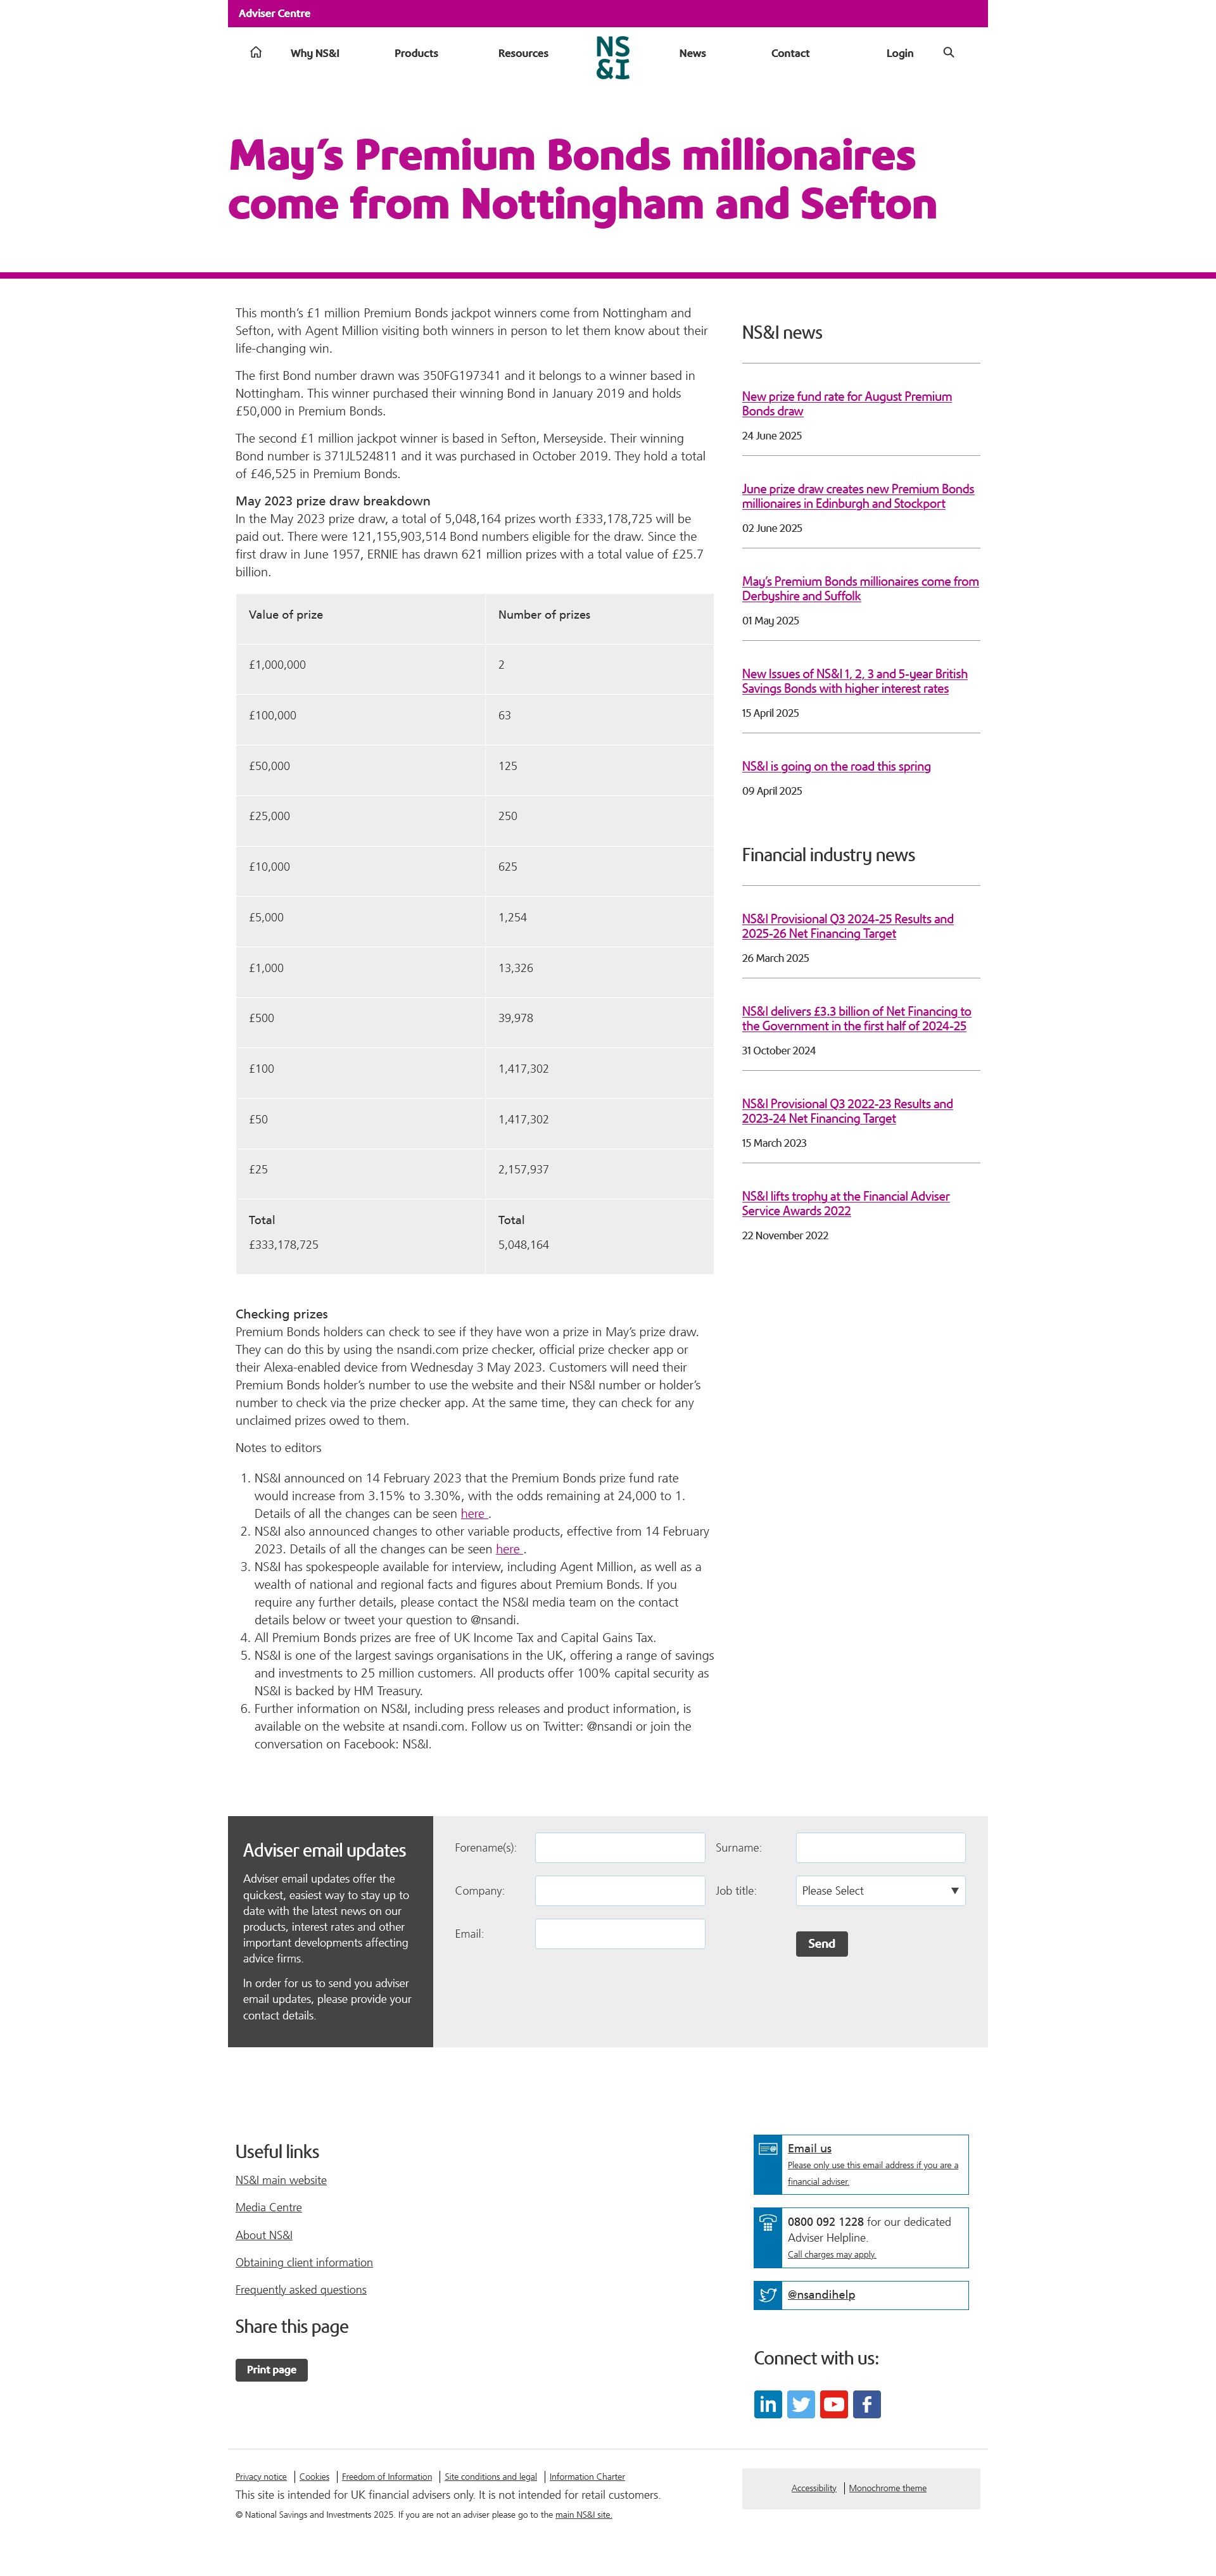 Adviser Centre
Why NS&I
Products
Resources
NS
&I
News
Contact
Login
May's Premium Bonds millionaires
come from Nottingham and Sefton
This month's £1 million Premium Bonds jackpot winners come from Nottingham and
Sefton, with Agent Million visiting both winners in person to let them know about their
life-changing win.
The first Bond number drawn was 350FG197341 and it belongs to a winner based in
Nottingham. This winner purchased their winning Bond in January 2019 and holds
£50,000 in Premium Bonds.
The second £1 million jackpot winner is based in Sefton, Merseyside. Their winning
Bond number is 371JL524811 and it was purchased in October 2019. They hold a total
of £46,525 in Premium Bonds.
May 2023 prize draw breakdown
In the May 2023 prize draw, a total of 5,048,164 prizes worth £333,178,725 will be
paid out. There were 121,155,903,514 Bond numbers eligible for the draw. Since the
first draw in June 1957, ERNIE has drawn 621 million prizes with a total value of £25.7
billion.
Value of prize Number of prizes
£1,000,000 2
£100,000 63
£50,000 125
£25,000 250
£10,000 625
£5,000 1,254
£1,000 13,326
£500 39,978
£100 1,417,302
£50 1,417,302
£25 2,157,937
Total Total
£333,178,725 5,048,164
Checking prizes
Premium Bonds holders can check to see if they have won a prize in May's prize draw.
They can do this by using the nsandi.com prize checker, official prize checker app or
their Alexa-enabled device from Wednesday 3 May 2023. Customers will need their
Premium Bonds holder's number to use the website and their NS&I number or holder's
number to check via the prize checker app. At the same time, they can check for any
unclaimed prizes owed to them.
Notes to editors
1. NS&I announced on 14 February 2023 that the Premium Bonds prize fund rate
would increase from 3.15% to 3.30%, with the odds remaining at 24,000 to 1.
Details of all the changes can be seen here .
2. NS&I also announced changes to other variable products, effective from 14 February
2023. Details of all the changes can be seen here .
3. NS&I has spokespeople available for interview, including Agent Million, as well as a
wealth of national and regional facts and figures about Premium Bonds. If you
require any further details, please contact the NS&I media team on the contact
details below or tweet your question to @nsandi.
4. All Premium Bonds prizes are free of UK Income Tax and Capital Gains Tax.
5. NS&I is one of the largest savings organisations in the UK, offering a range of savings
and investments to 25 million customers. All products offer 100% capital security as
NS&I is backed by HM Treasury.
6. Further information on NS&I, including press releases and product information, is
available on the website at nsandi.com. Follow us on Twitter: @nsandi or join the
conversation on Facebook: NS&I.
NS&I news
New prize fund rate for August Premium
Bonds draw
24 June 2025
June prize draw creates new Premium Bonds
millionaires in Edinburgh and Stockport
02 June 2025
May's Premium Bonds millionaires come from
Derbyshire and Suffolk
01 May 2025
New Issues of NS&I 1, 2, 3 and 5-year British
Savings Bonds with higher interest rates
15 April 2025
NS&I is going on the road this spring
09 April 2025
Financial industry news
NS&I Provisional Q3 2024-25 Results and
2025-26 Net Financing Target
26 March 2025
NS&I delivers £3.3 billion of Net Financing to
the Government in the first half of 2024-25
31 October 2024
NS&I Provisional Q3 2022-23 Results and
2023-24 Net Financing Target
15 March 2023
NS&I lifts trophy at the Financial Adviser
Service Awards 2022
22 November 2022
Adviser email updates
Adviser email updates offer the
quickest, easiest way to stay up to
date with the latest news on our
products, interest rates and other
important developments affecting
advice firms.
In order for us to send you adviser
email updates, please provide your
contact details.
Forename(s): Surname:
Company: Job title: Please Select
Email:
Send
Useful links
NS&I main website
Media Centre
About NS&I
Obtaining client information
Frequently asked questions
Share this page
Print page
Email us
Please only use this email address if you are a
financial adviser.
0800 092 1228 for our dedicated
Adviser Helpline.
Call charges may apply.
@nsandihelp
Connect with us:
Privacy notice Cookies Freedom of Information Site conditions and legal Information Charter
This site is intended for UK financial advisers only. It is not intended for retail customers.
© National Savings and Investments 2025. If you are not an adviser please go to the main NS&I site.
Accessibility Monochrome theme